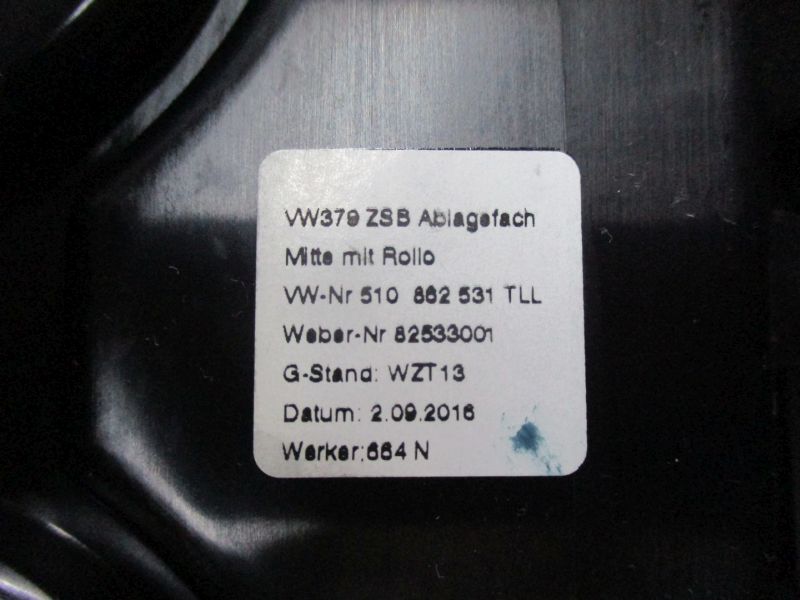 VW379 ZSB Ablagefach
Mitte mit Rollo
VW-Nr 510 862 531 TLL
Weber-Nr 82533001
G-Stand: WZT13
Datum: 2.09.2016
Werker:664 N